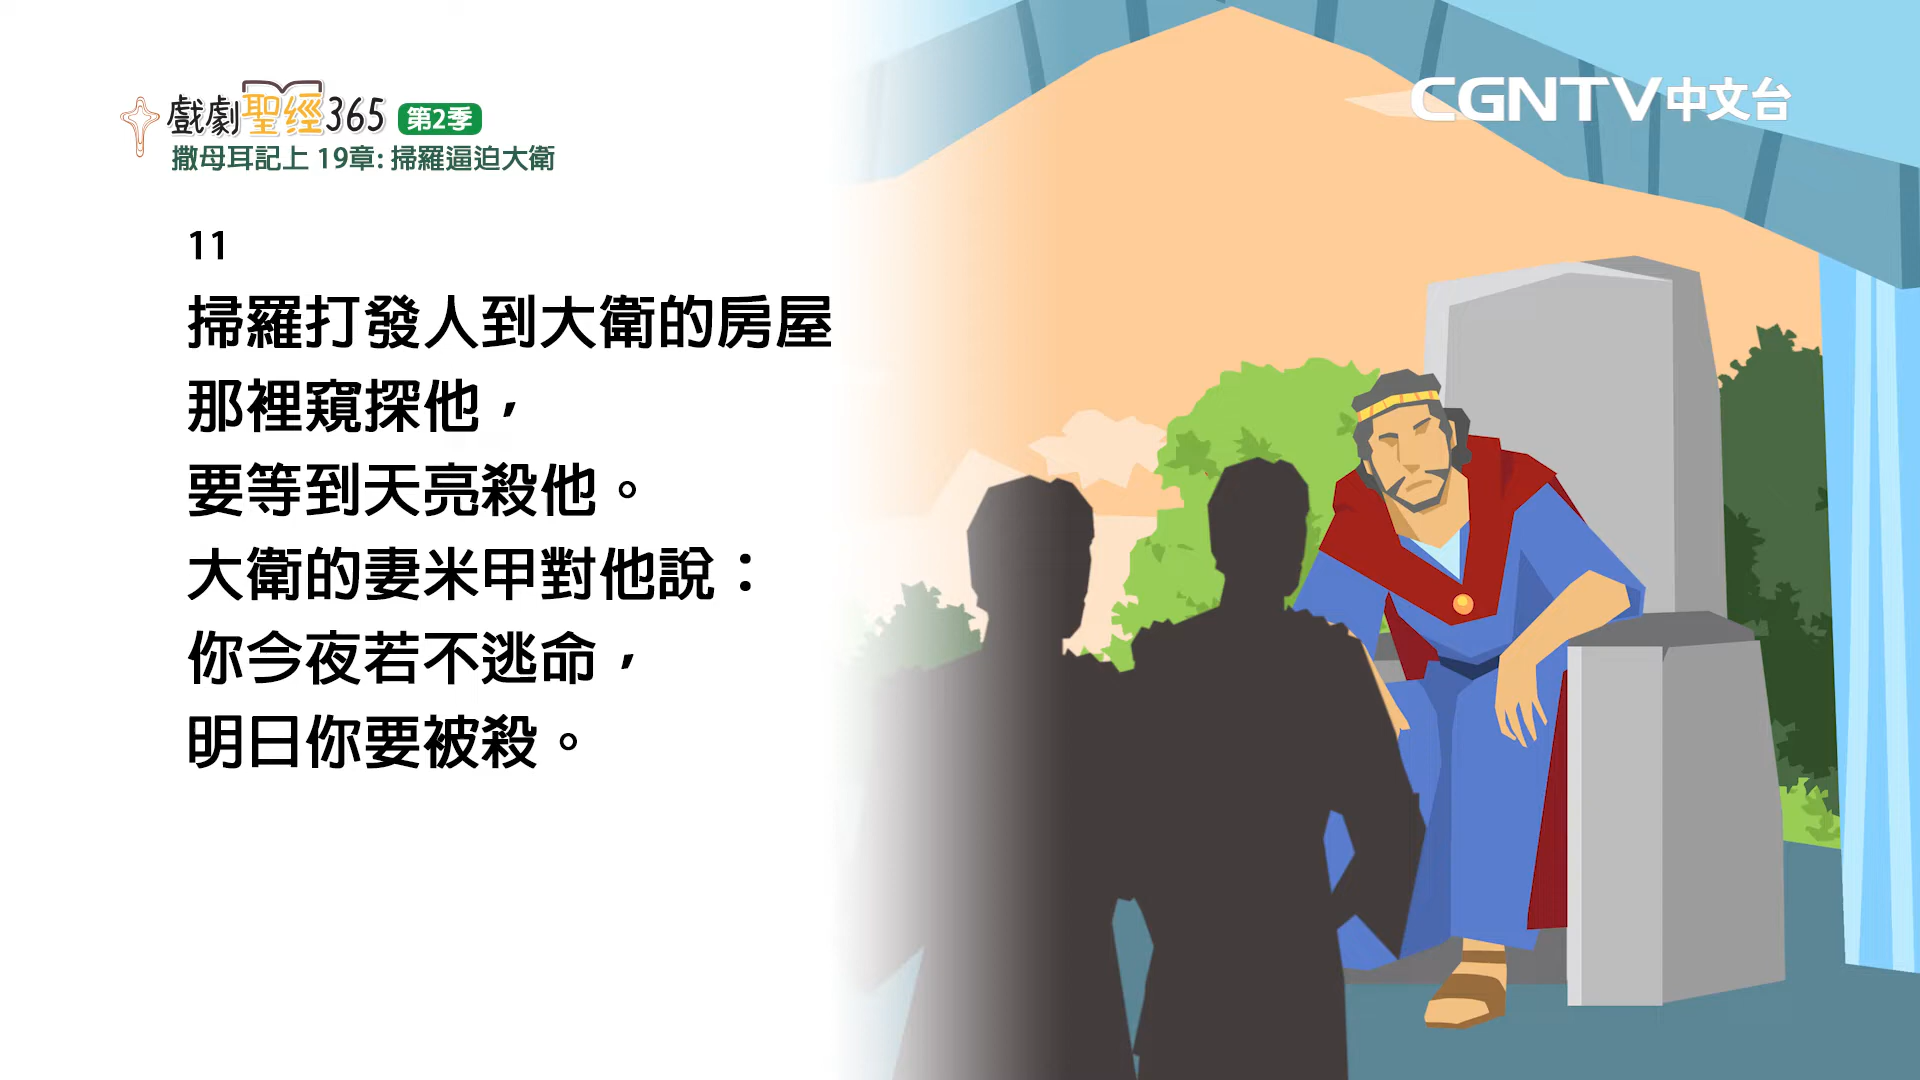 戲劇聖經365 第2季
CGNTV中文台
撒母耳記上 19章: 掃羅逼迫大衛
11
掃羅打發人到大衛的房屋
那裡窺探他，
要等到天亮殺他。
大衛的妻米甲對他說：
你今夜若不逃命，
明日你要被殺。